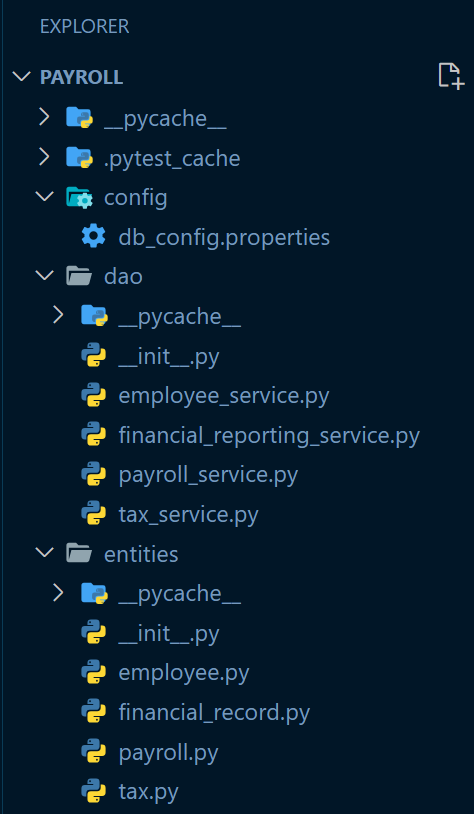 EXPLORER
PAYROLL
__pycache__
.pytest_cache
config
db_config.properties
dao
__pycache__
__init__.py
employee_service.py
financial_reporting_service.py
payroll_service.py
tax_service.py
entities
__pycache__
__init__.py
employee.py
financial_record.py
payroll.py
tax.py